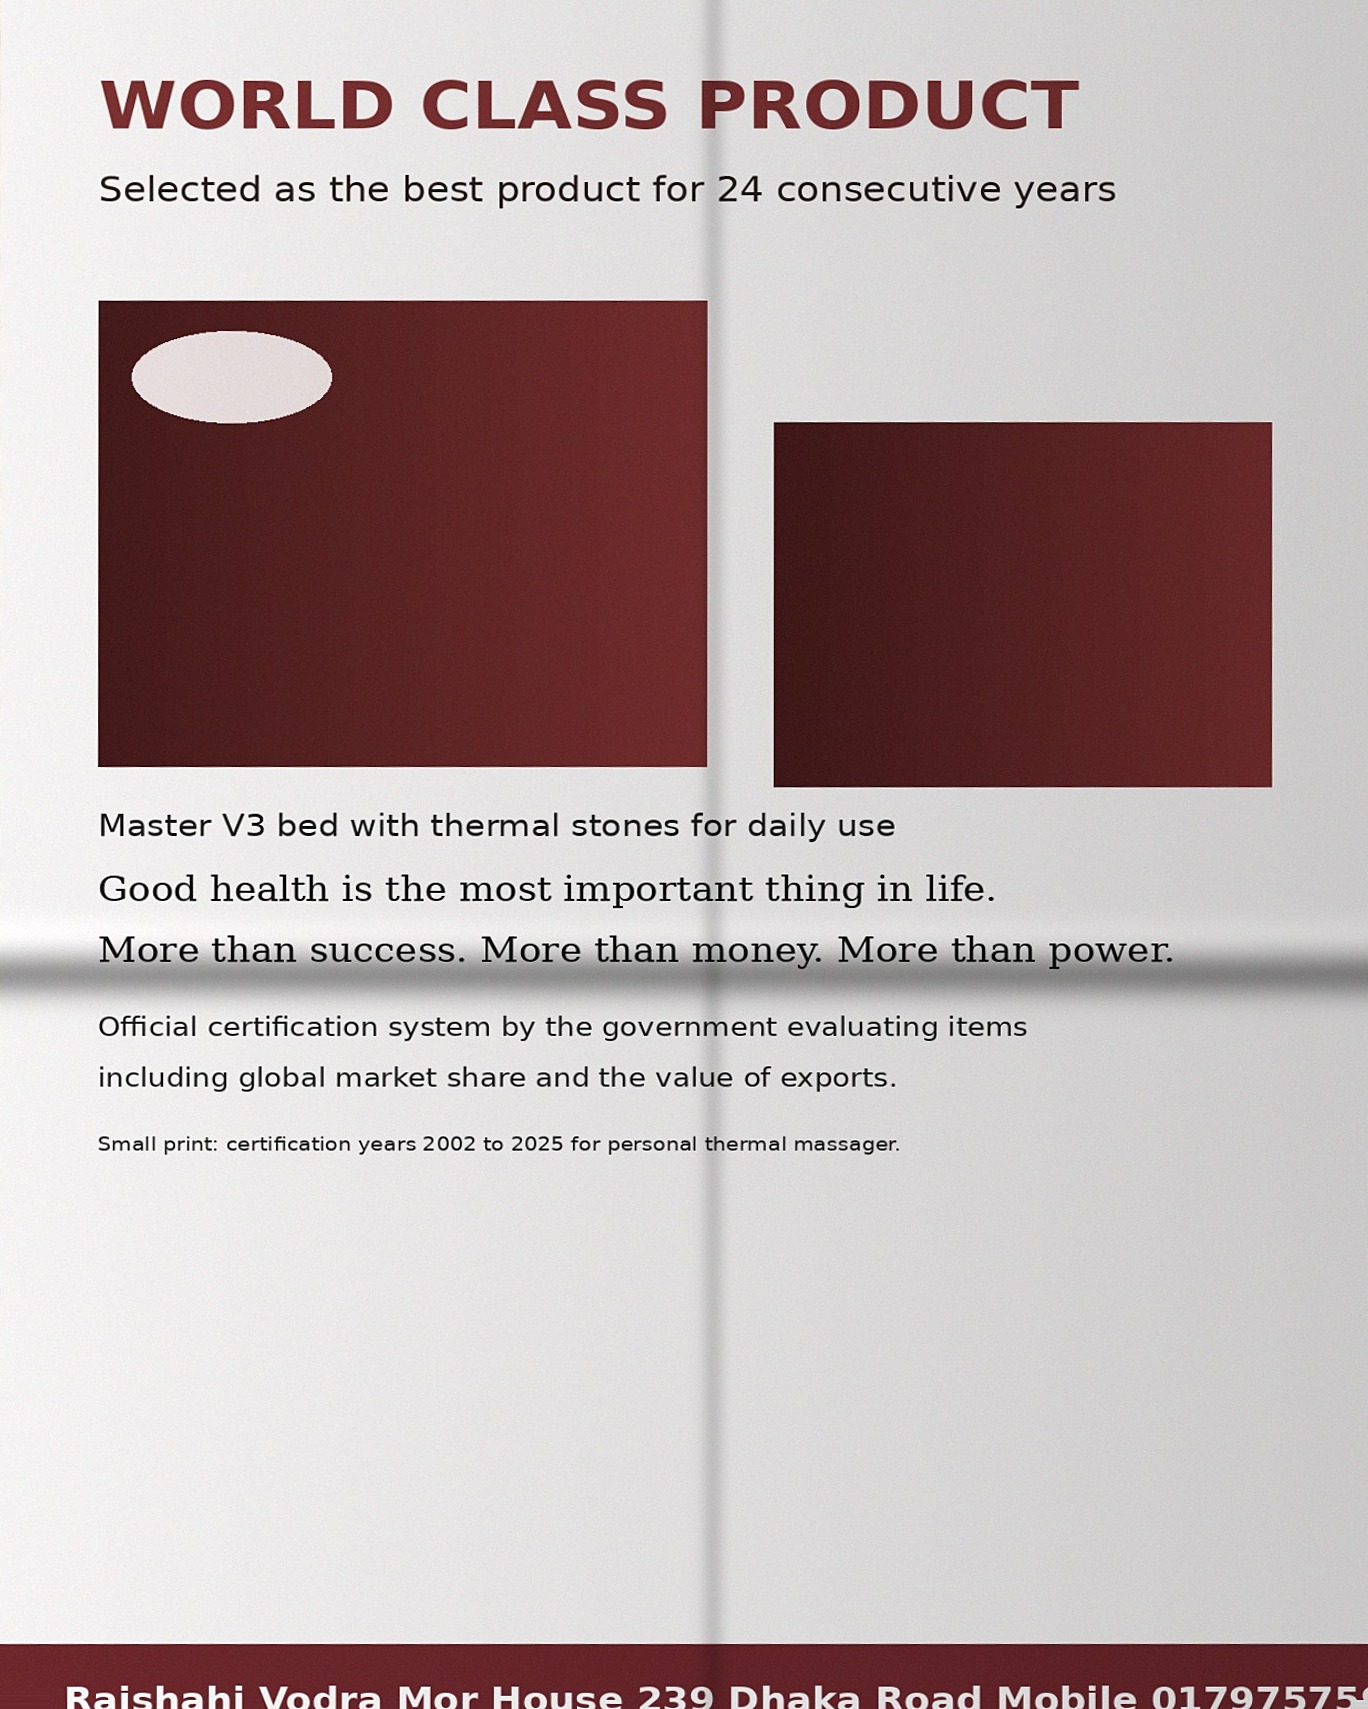 WORLD CLASS PRODUCT
Selected as the best product for 24 consecutive years
Master V3 bed with thermal stones for daily use
Good health is the most important thing in life.
More than success. More than money. More than power.
Official certification system by the government evaluating items
including global market share and the value of exports.
Small print: certification years 2002 to 2025 for personal thermal massager.
Rajshahi Vodra Mor House 239 Dhaka Road Mobile